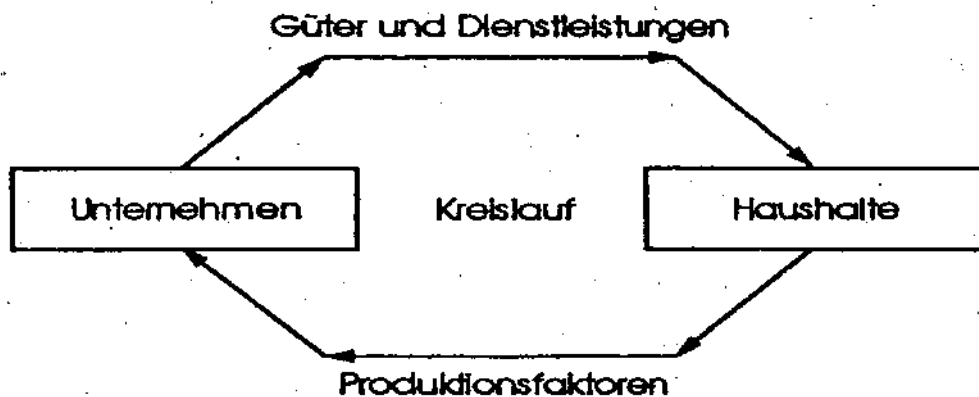 Güter und Dienstleistungen
Unternehmen
Kreislauf
Haushalte
Produktionsfaktoren